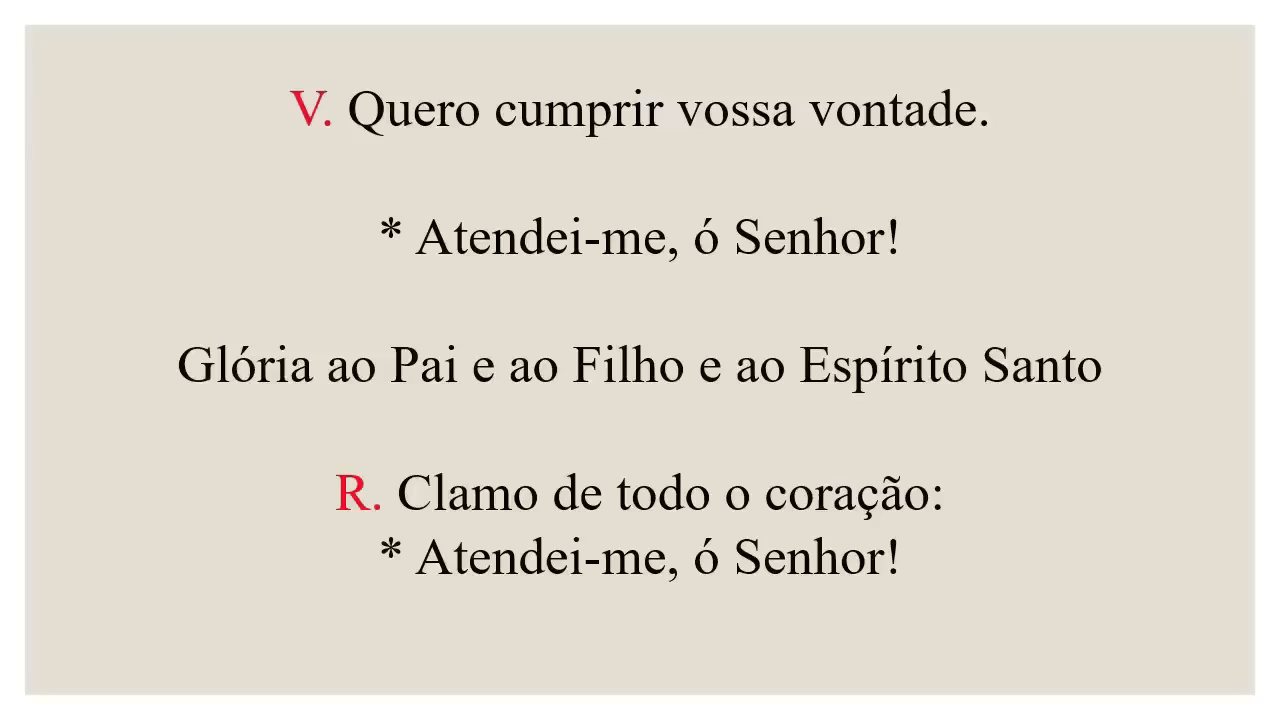 V. Quero cumprir vossa vontade.
* Atendei-me, ó Senhor!
Glória ao Pai e ao Filho e ao Espírito Santo
R. Clamo de todo o coração:
* Atendei-me, ó Senhor!